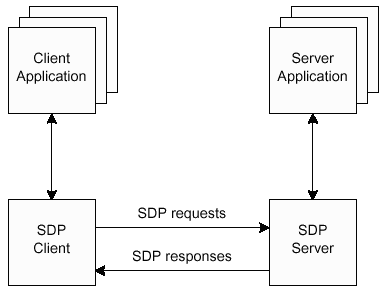 Client
Application
Server
Application
SDP requests
SDP
Client
SDP
Server
SDP responses